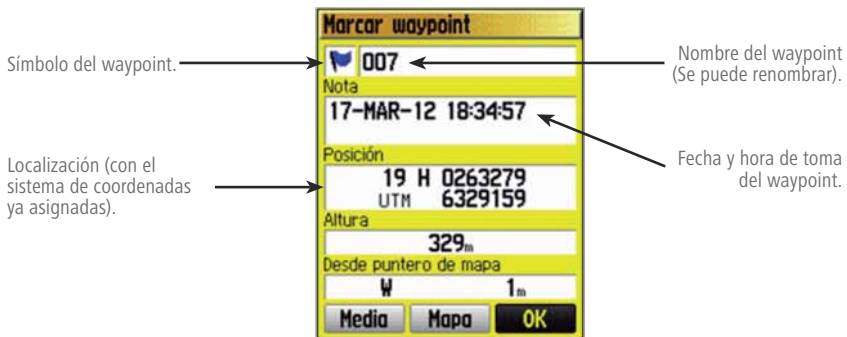 Marcar waypoint
Símbolo del waypoint.
007
Nombre del waypoint
(Se puede renombrar).
Nota
17-MAR-12 18:34:57
Fecha y hora de toma
del waypoint.
Localización (con el
sistema de coordenadas
ya asignadas).
Posición
19 H 0263279
UTM 6329159
Altura
329m
Desde puntero de mapa
W 1m
Media Mapa OK